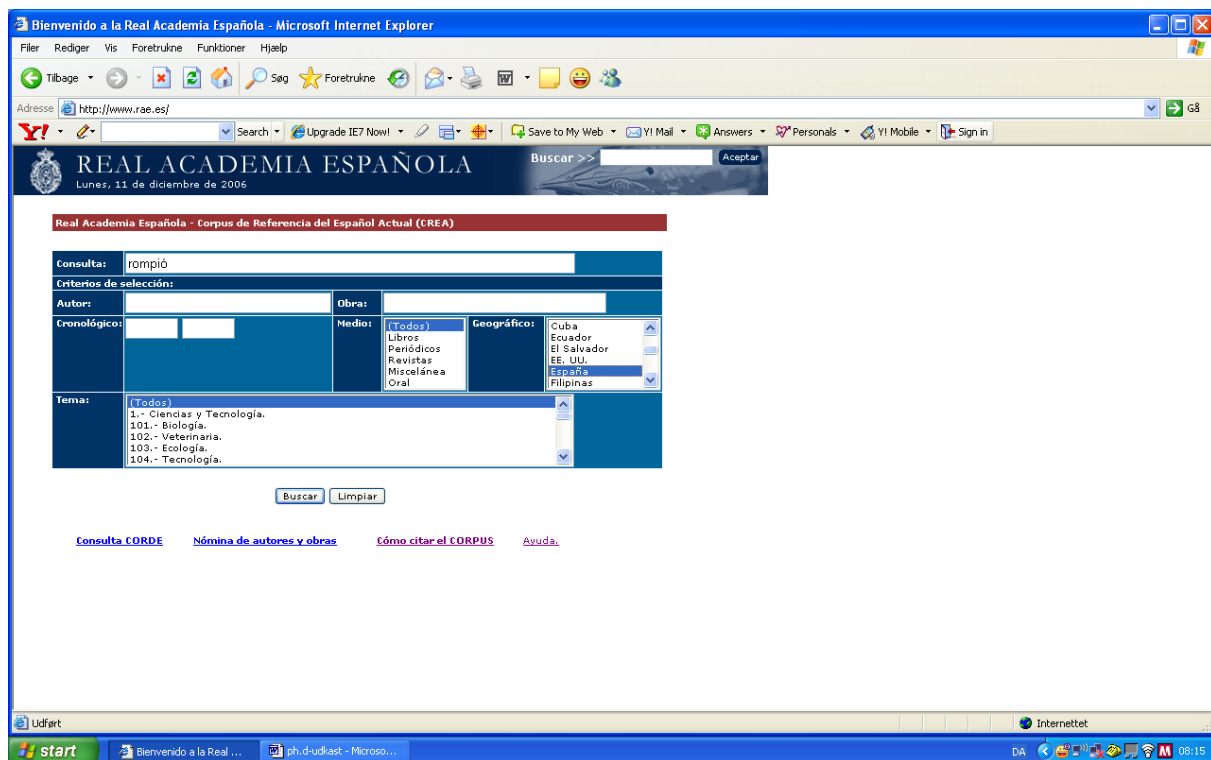 Bienvenido a la Real Academia Española - Microsoft Internet Explorer
Filer Rediger Vis Foretrukne Funktioner Hjælp
Tilbage Søg Foretrukne
Adresse http://www.rae.es/ Gå
Y! Search Upgrade IE7 Now! Save to My Web Y! Mail Answers Personals Y! Mobile Sign in
REAL ACADEMIA ESPAÑOLA Buscar >> Aceptar
Lunes, 11 de diciembre de 2006
Real Academia Española - Corpus de Referencia del Español Actual (CREA)
Consulta: rompió
Criterios de selección:
Autor: Obra:
Cronológico: Medio: (Todos) Geográfico: Cuba
Libros Ecuador
Periódicos El Salvador
Revistas EE. UU.
Miscelánea España
Oral Filipinas
Tema: (Todos)
1.- Ciencias y Tecnología.
101.- Biología.
102.- Veterinaria.
103.- Ecología.
104.- Tecnología.
Buscar Limpiar
Consulta CORDE Nómina de autores y obras Cómo citar el CORPUS Ayuda.
Udført Internettet
start Bienvenido a la Real ... ph.d-udkast - Microso... DA 08:15